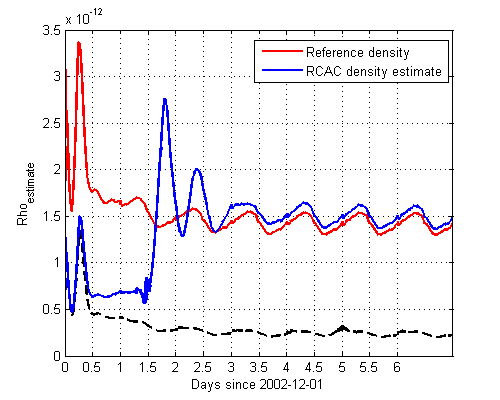 x 10^-12
3.5
3
2.5
2
1.5
1
0.5
0
Rho_estimate
Reference density
RCAC density estimate
0 0.5 1 1.5 2 2.5 3 3.5 4 4.5 5 5.5 6
Days since 2002-12-01